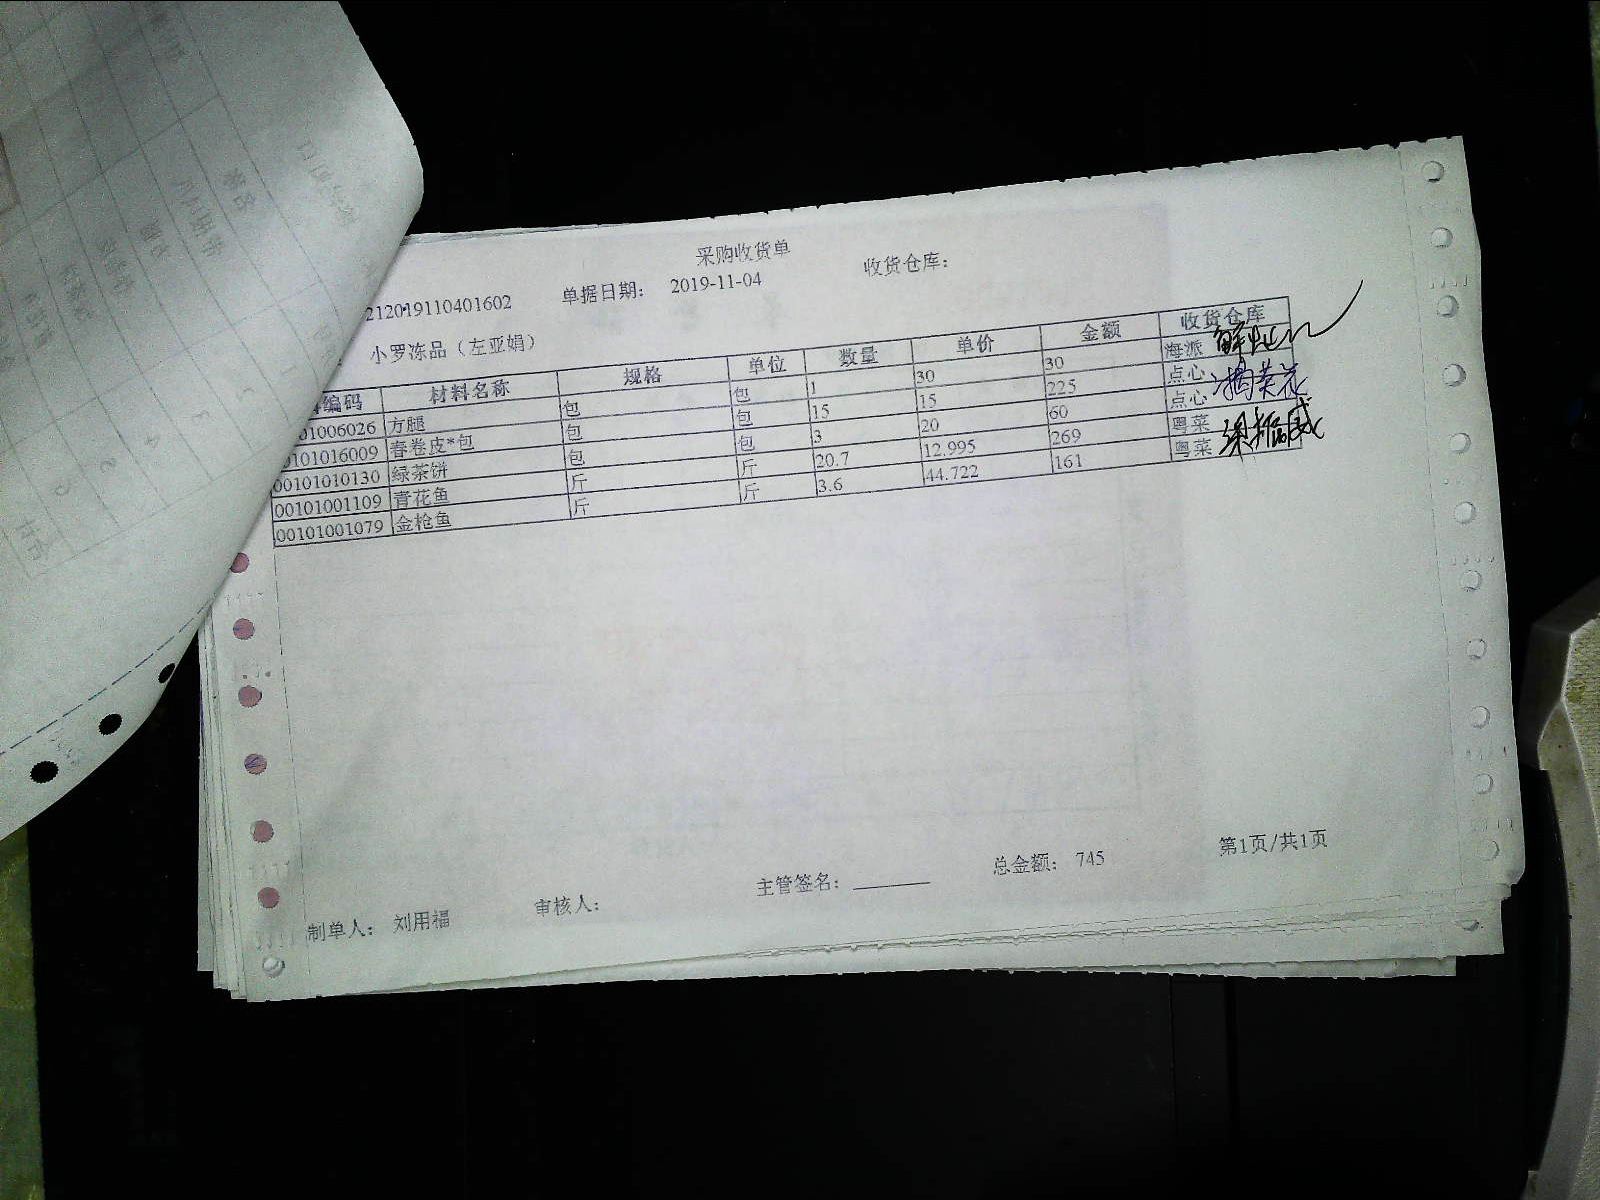 采购收货单
212019110401602 单据日期: 2019-11-04 收货仓库:
小罗冻品（左亚娟）
编码 材料名称 规格 单位 数量 单价 金额 收货仓库
01006026 方腿 包 包 1 30 30 海派
0101016009 春卷皮*包 包 包 15 15 225 点心
00101010130 绿茶饼 包 包 3 20 60 点心
00101001109 青花鱼 斤 斤 20.7 12.995 269 粤菜
00101001079 金枪鱼 斤 斤 3.6 44.722 161 粤菜
制单人: 刘用福 审核人: 主管签名: 总金额: 745 第1页/共1页